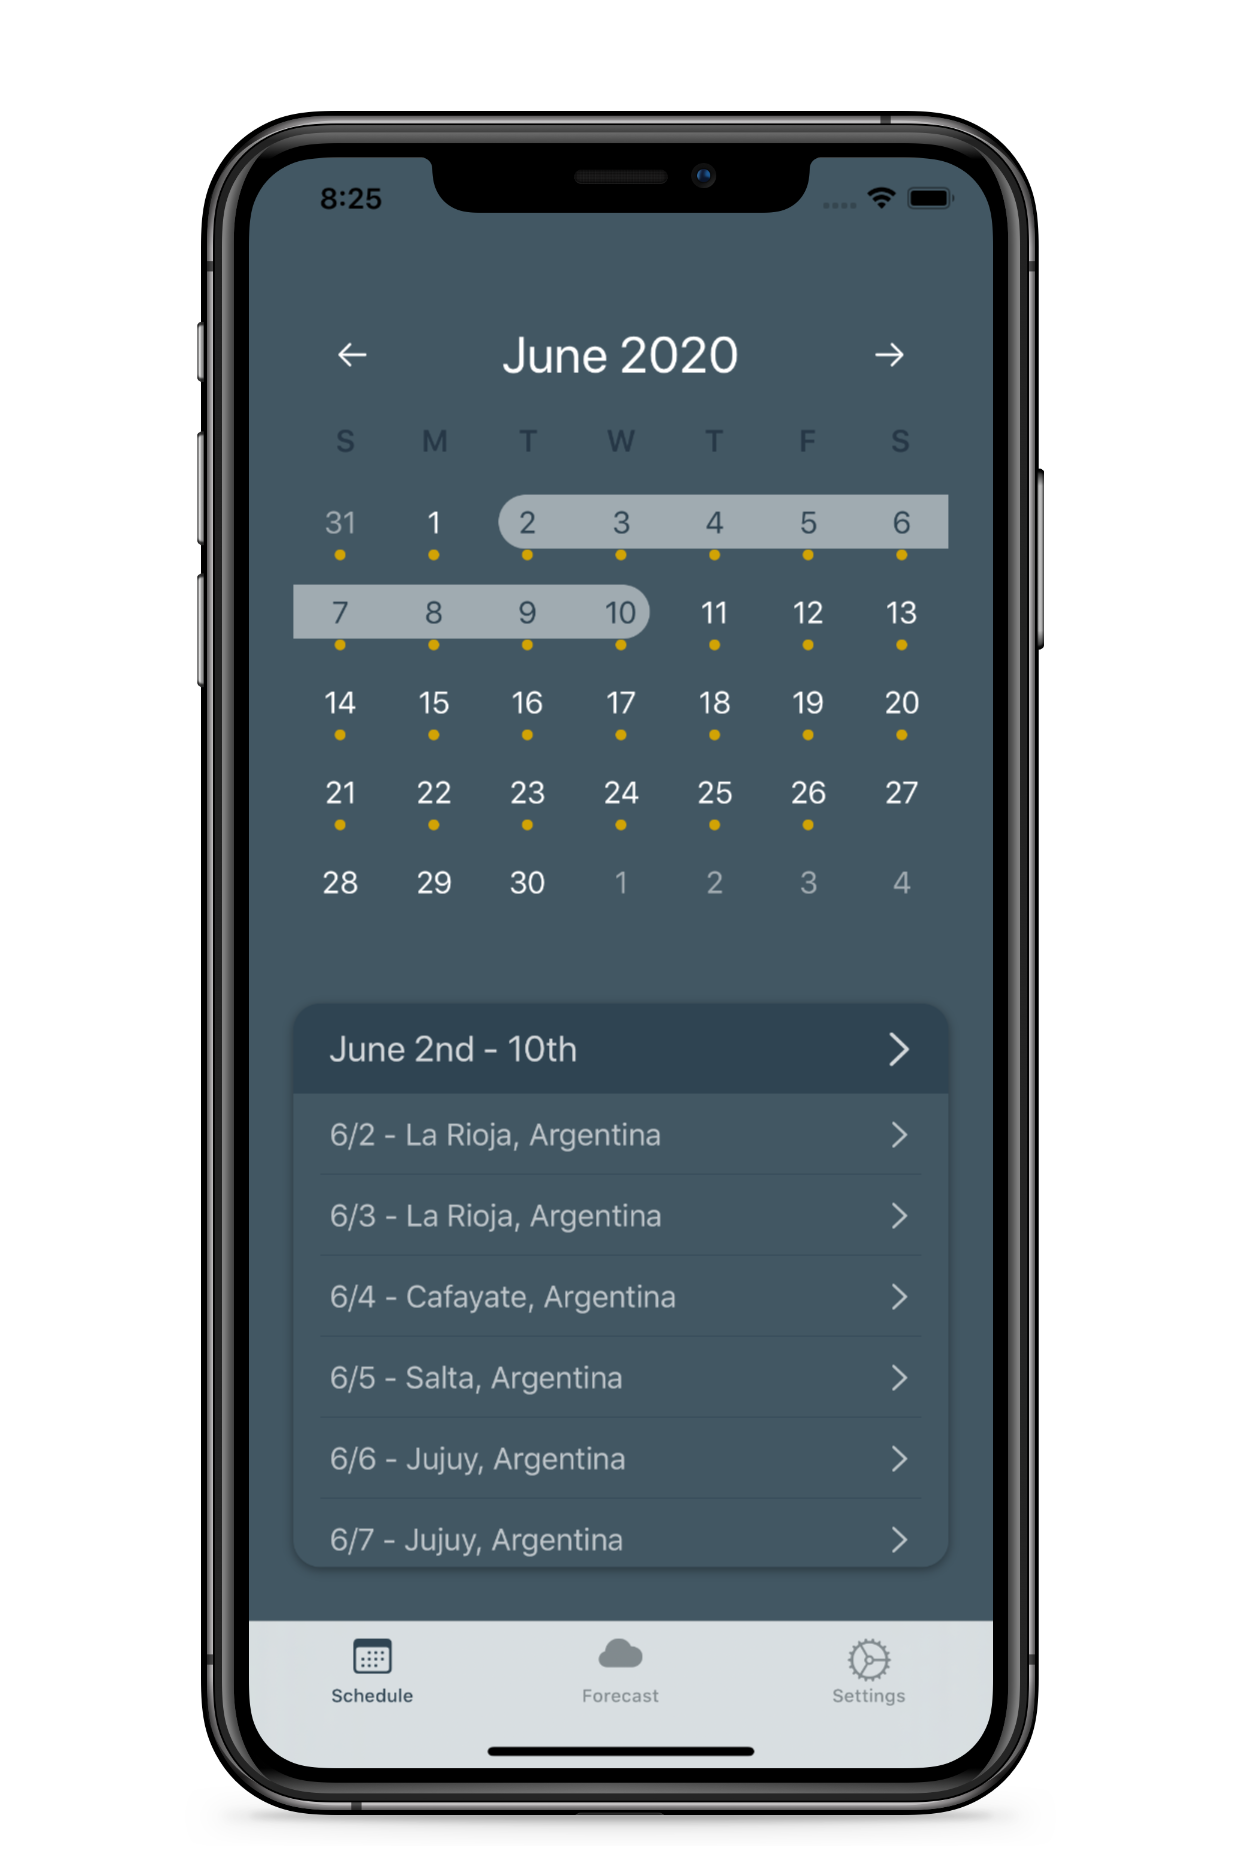 8:25
June 2020
S M T W T F S
31 1 2 3 4 5 6
7 8 9 10 11 12 13
14 15 16 17 18 19 20
21 22 23 24 25 26 27
28 29 30 1 2 3 4
June 2nd - 10th
6/2 - La Rioja, Argentina
6/3 - La Rioja, Argentina
6/4 - Cafayate, Argentina
6/5 - Salta, Argentina
6/6 - Jujuy, Argentina
6/7 - Jujuy, Argentina
Schedule Forecast Settings